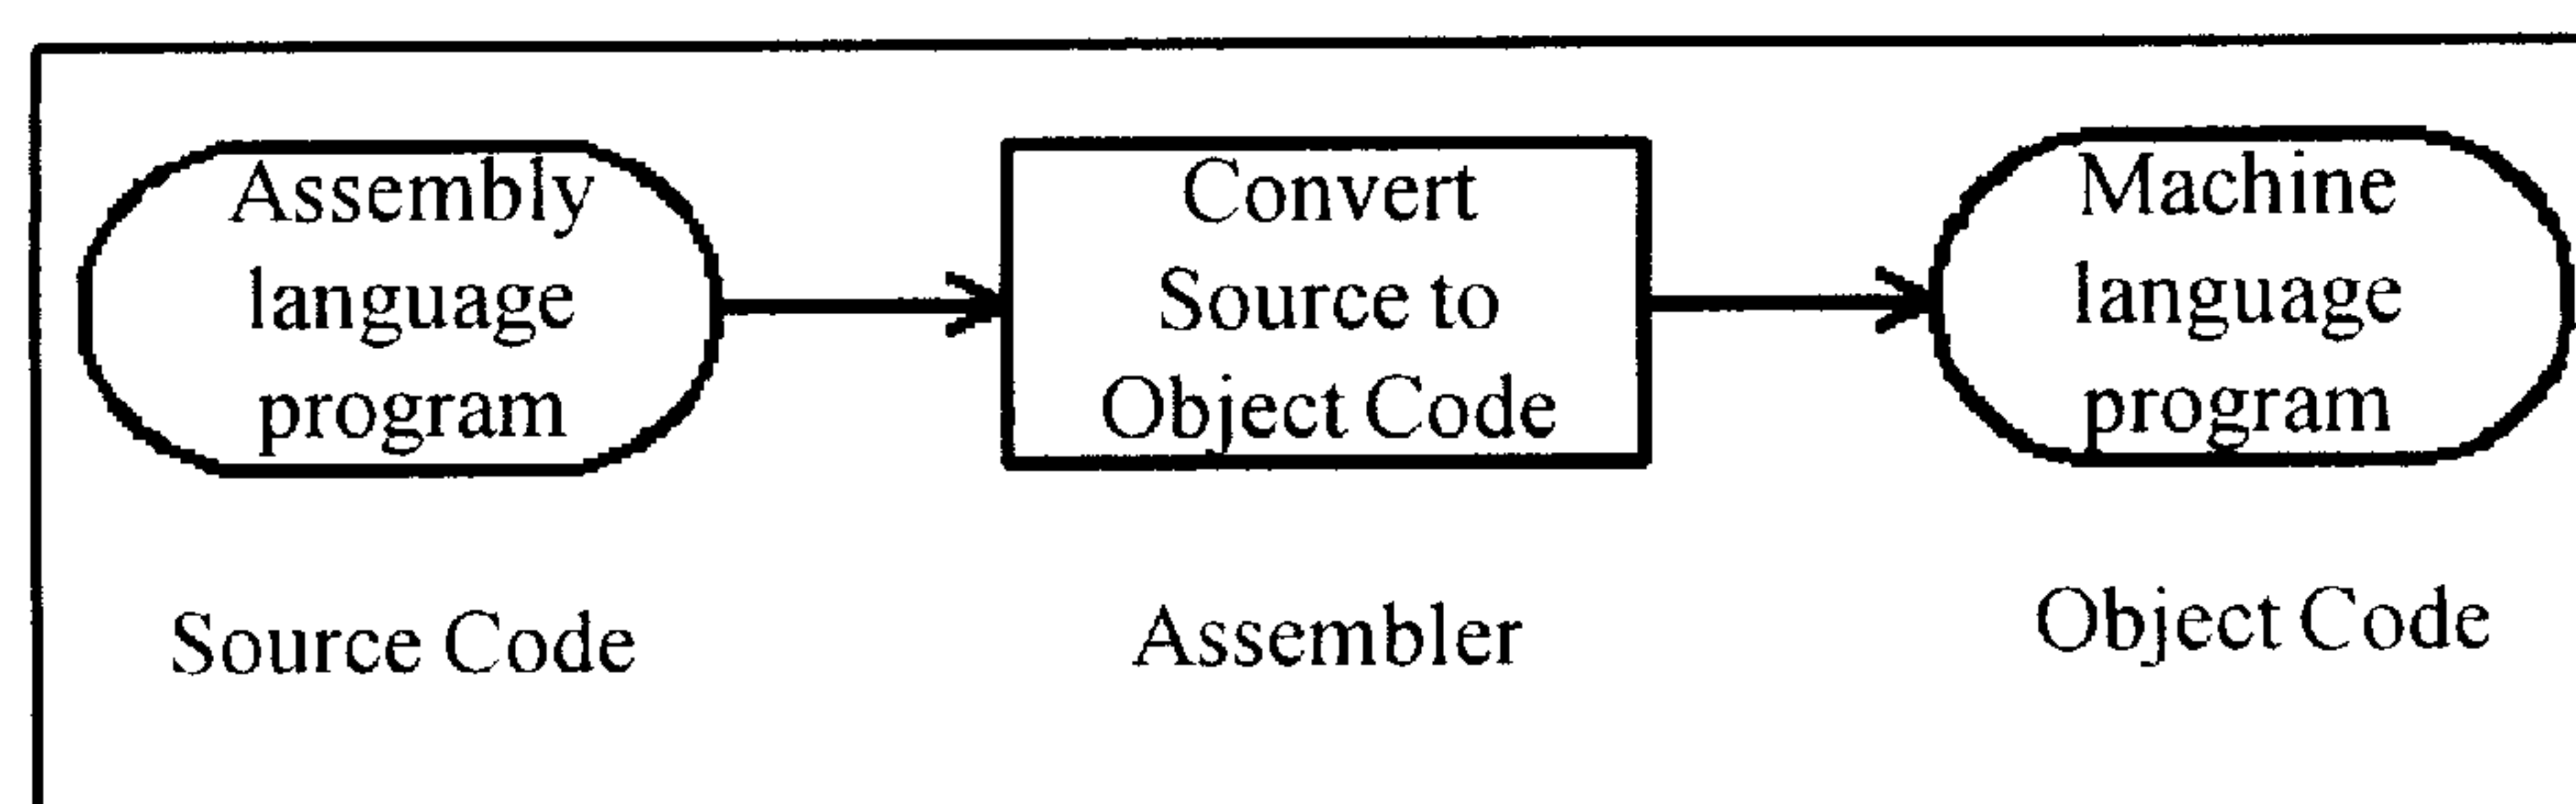 Assembly
language
program
Convert
Source to
Object Code
Machine
language
program
Source Code
Assembler
Object Code